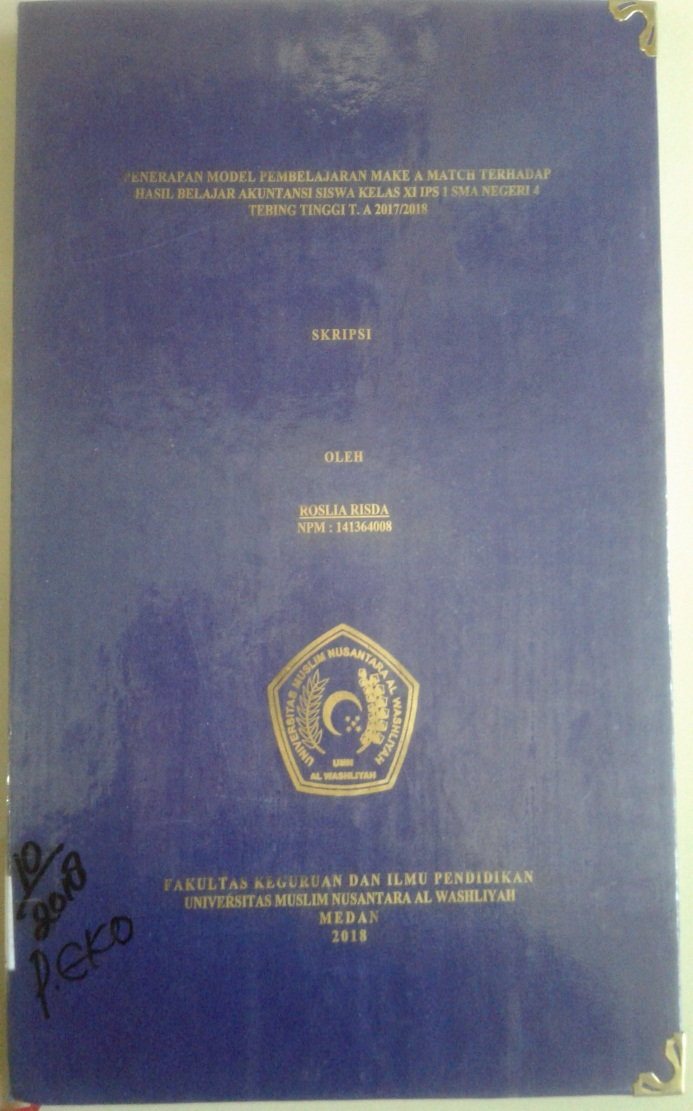 PENERAPAN MODEL PEMBELAJARAN MAKE A MATCH TERHADAP
HASIL BELAJAR AKUNTANSI SISWA KELAS XI IPS 1 SMA NEGERI 4
TEBING TINGGI T. A 2017/2018
SKRIPSI
OLEH
ROSLIA RISDA
NPM : 141364008
UNIVERSITAS MUSLIM NUSANTARA AL WASHLIYAH
UMN
AL WASHLIYAH
10/
2018
P.EKO
FAKULTAS KEGURUAN DAN ILMU PENDIDIKAN
UNIVERSITAS MUSLIM NUSANTARA AL WASHLIYAH
MEDAN
2018